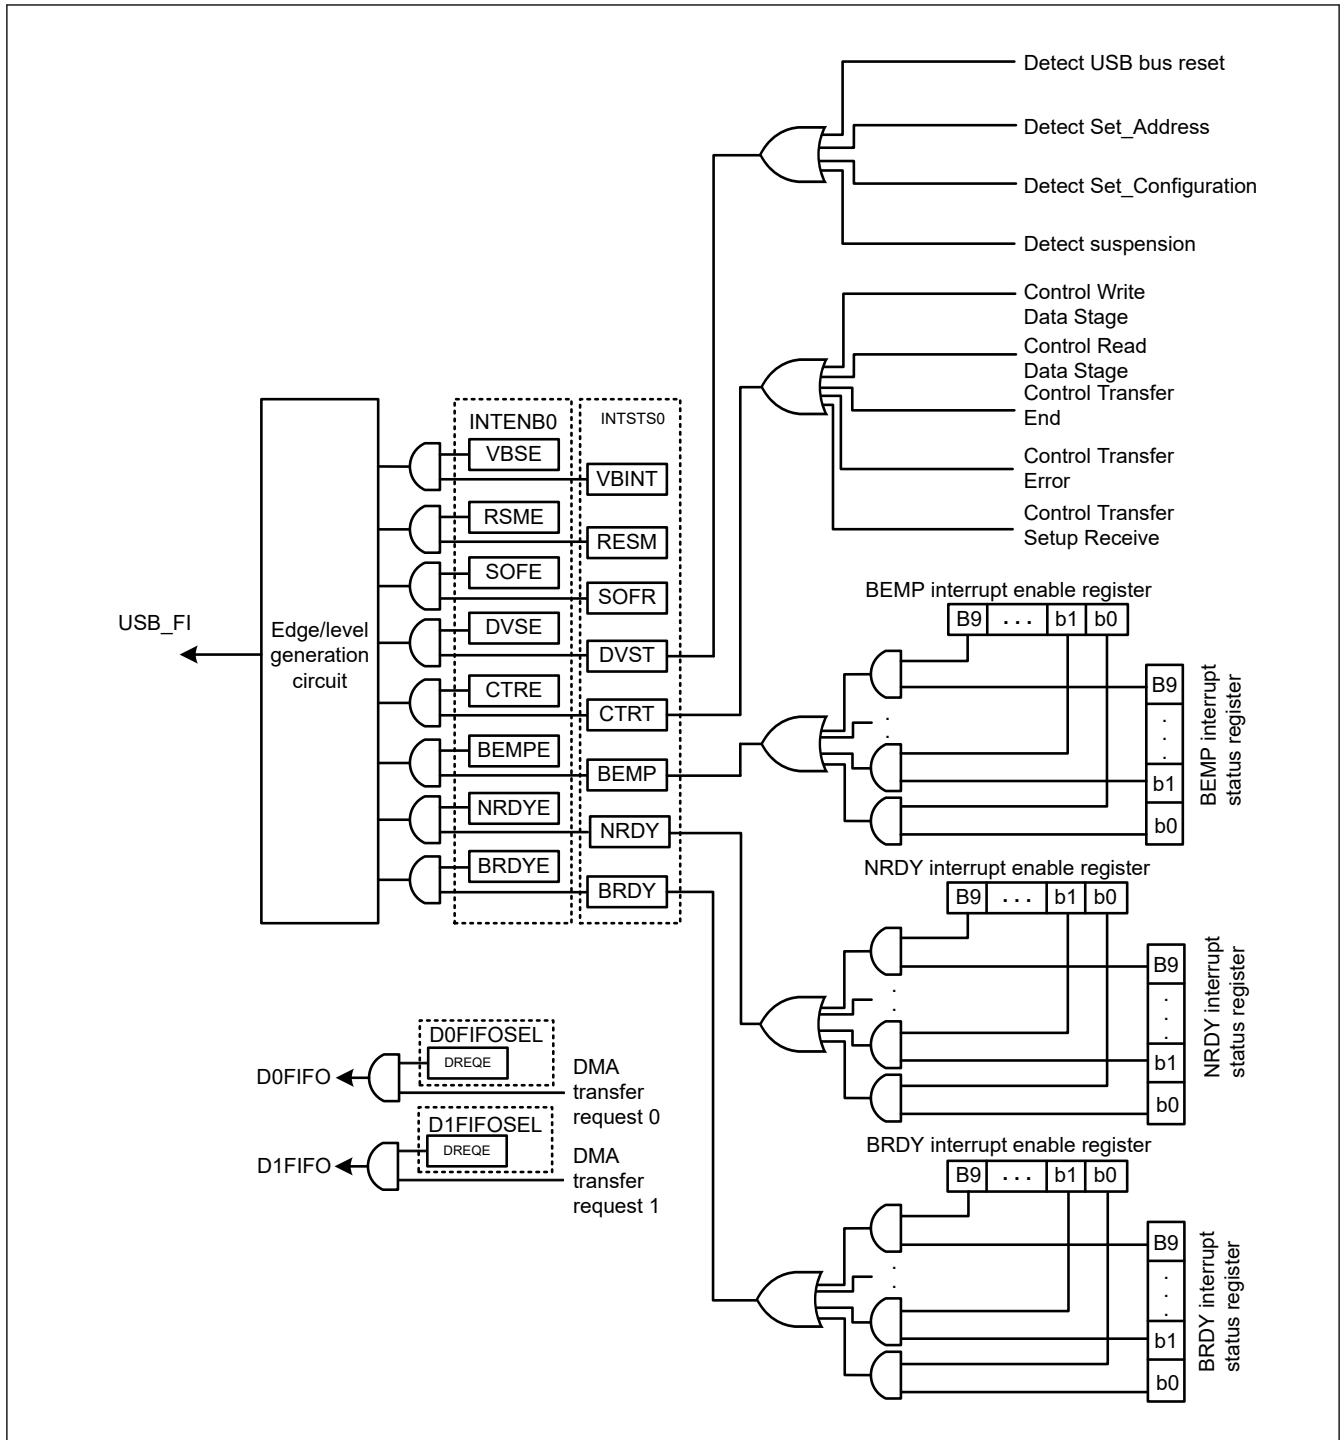 Detect USB bus reset
Detect Set_Address
Detect Set_Configuration
Detect suspension
Control Write
Data Stage
Control Read
Data Stage
Control Transfer
End
Control Transfer
Error
Control Transfer
Setup Receive
INTENB0
INTSTS0
VBSE
VBINT
RSME
RESM
SOFE
SOFR
DVSE
DVST
CTRE
CTRT
BEMPE
BEMP
NRDYE
NRDY
BRDYE
BRDY
USB_FI
Edge/level
generation
circuit
BEMP interrupt enable register
B9 . . . b1 b0
B9
.
.
.
b1
b0
BEMP interrupt
status register
.
.
NRDY interrupt enable register
B9 . . . b1 b0
B9
.
.
.
b1
b0
NRDY interrupt
status register
.
.
BRDY interrupt enable register
B9 . . . b1 b0
B9
.
.
.
b1
b0
BRDY interrupt
status register
.
.
D0FIFOSEL
DREQE
D0FIFO
DMA
transfer
request 0
D1FIFOSEL
DREQE
D1FIFO
DMA
transfer
request 1